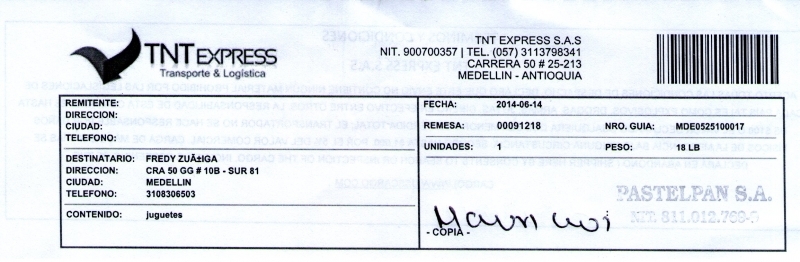 TNT EXPRESS
Transporte & Logística
TNT EXPRESS S.A.S
NIT. 900700357 | TEL. (057) 3113798341
CARRERA 50 # 25-213
MEDELLIN - ANTIOQUIA
REMITENTE:
DIRECCION:
CIUDAD:
TELEFONO:
DESTINATARIO: FREDY ZUÃ±IGA
DIRECCION: CRA 50 GG # 10B - SUR 81
CIUDAD: MEDELLIN
TELEFONO: 3108306503
CONTENIDO: juguetes
FECHA: 2014-06-14
REMESA: 00091218 NRO. GUIA: MDE0525100017
UNIDADES: 1 PESO: 18 LB
PASTELPAN S.A.
NIT. 811.012.769-0
- COPIA -